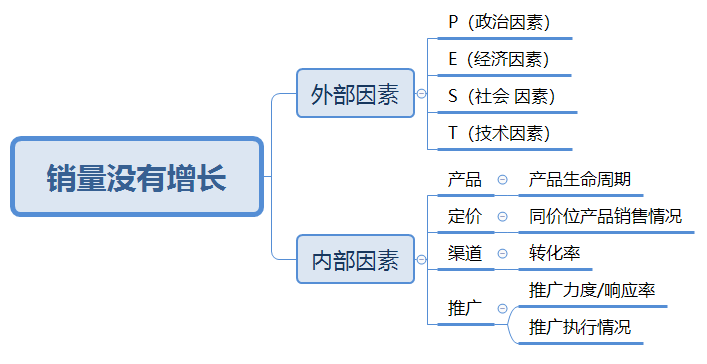 销量没有增长
外部因素
P（政治因素）
E（经济因素）
S（社会 因素）
T（技术因素）
内部因素
产品
产品生命周期
定价
同价位产品销售情况
渠道
转化率
推广
推广力度/响应率
推广执行情况